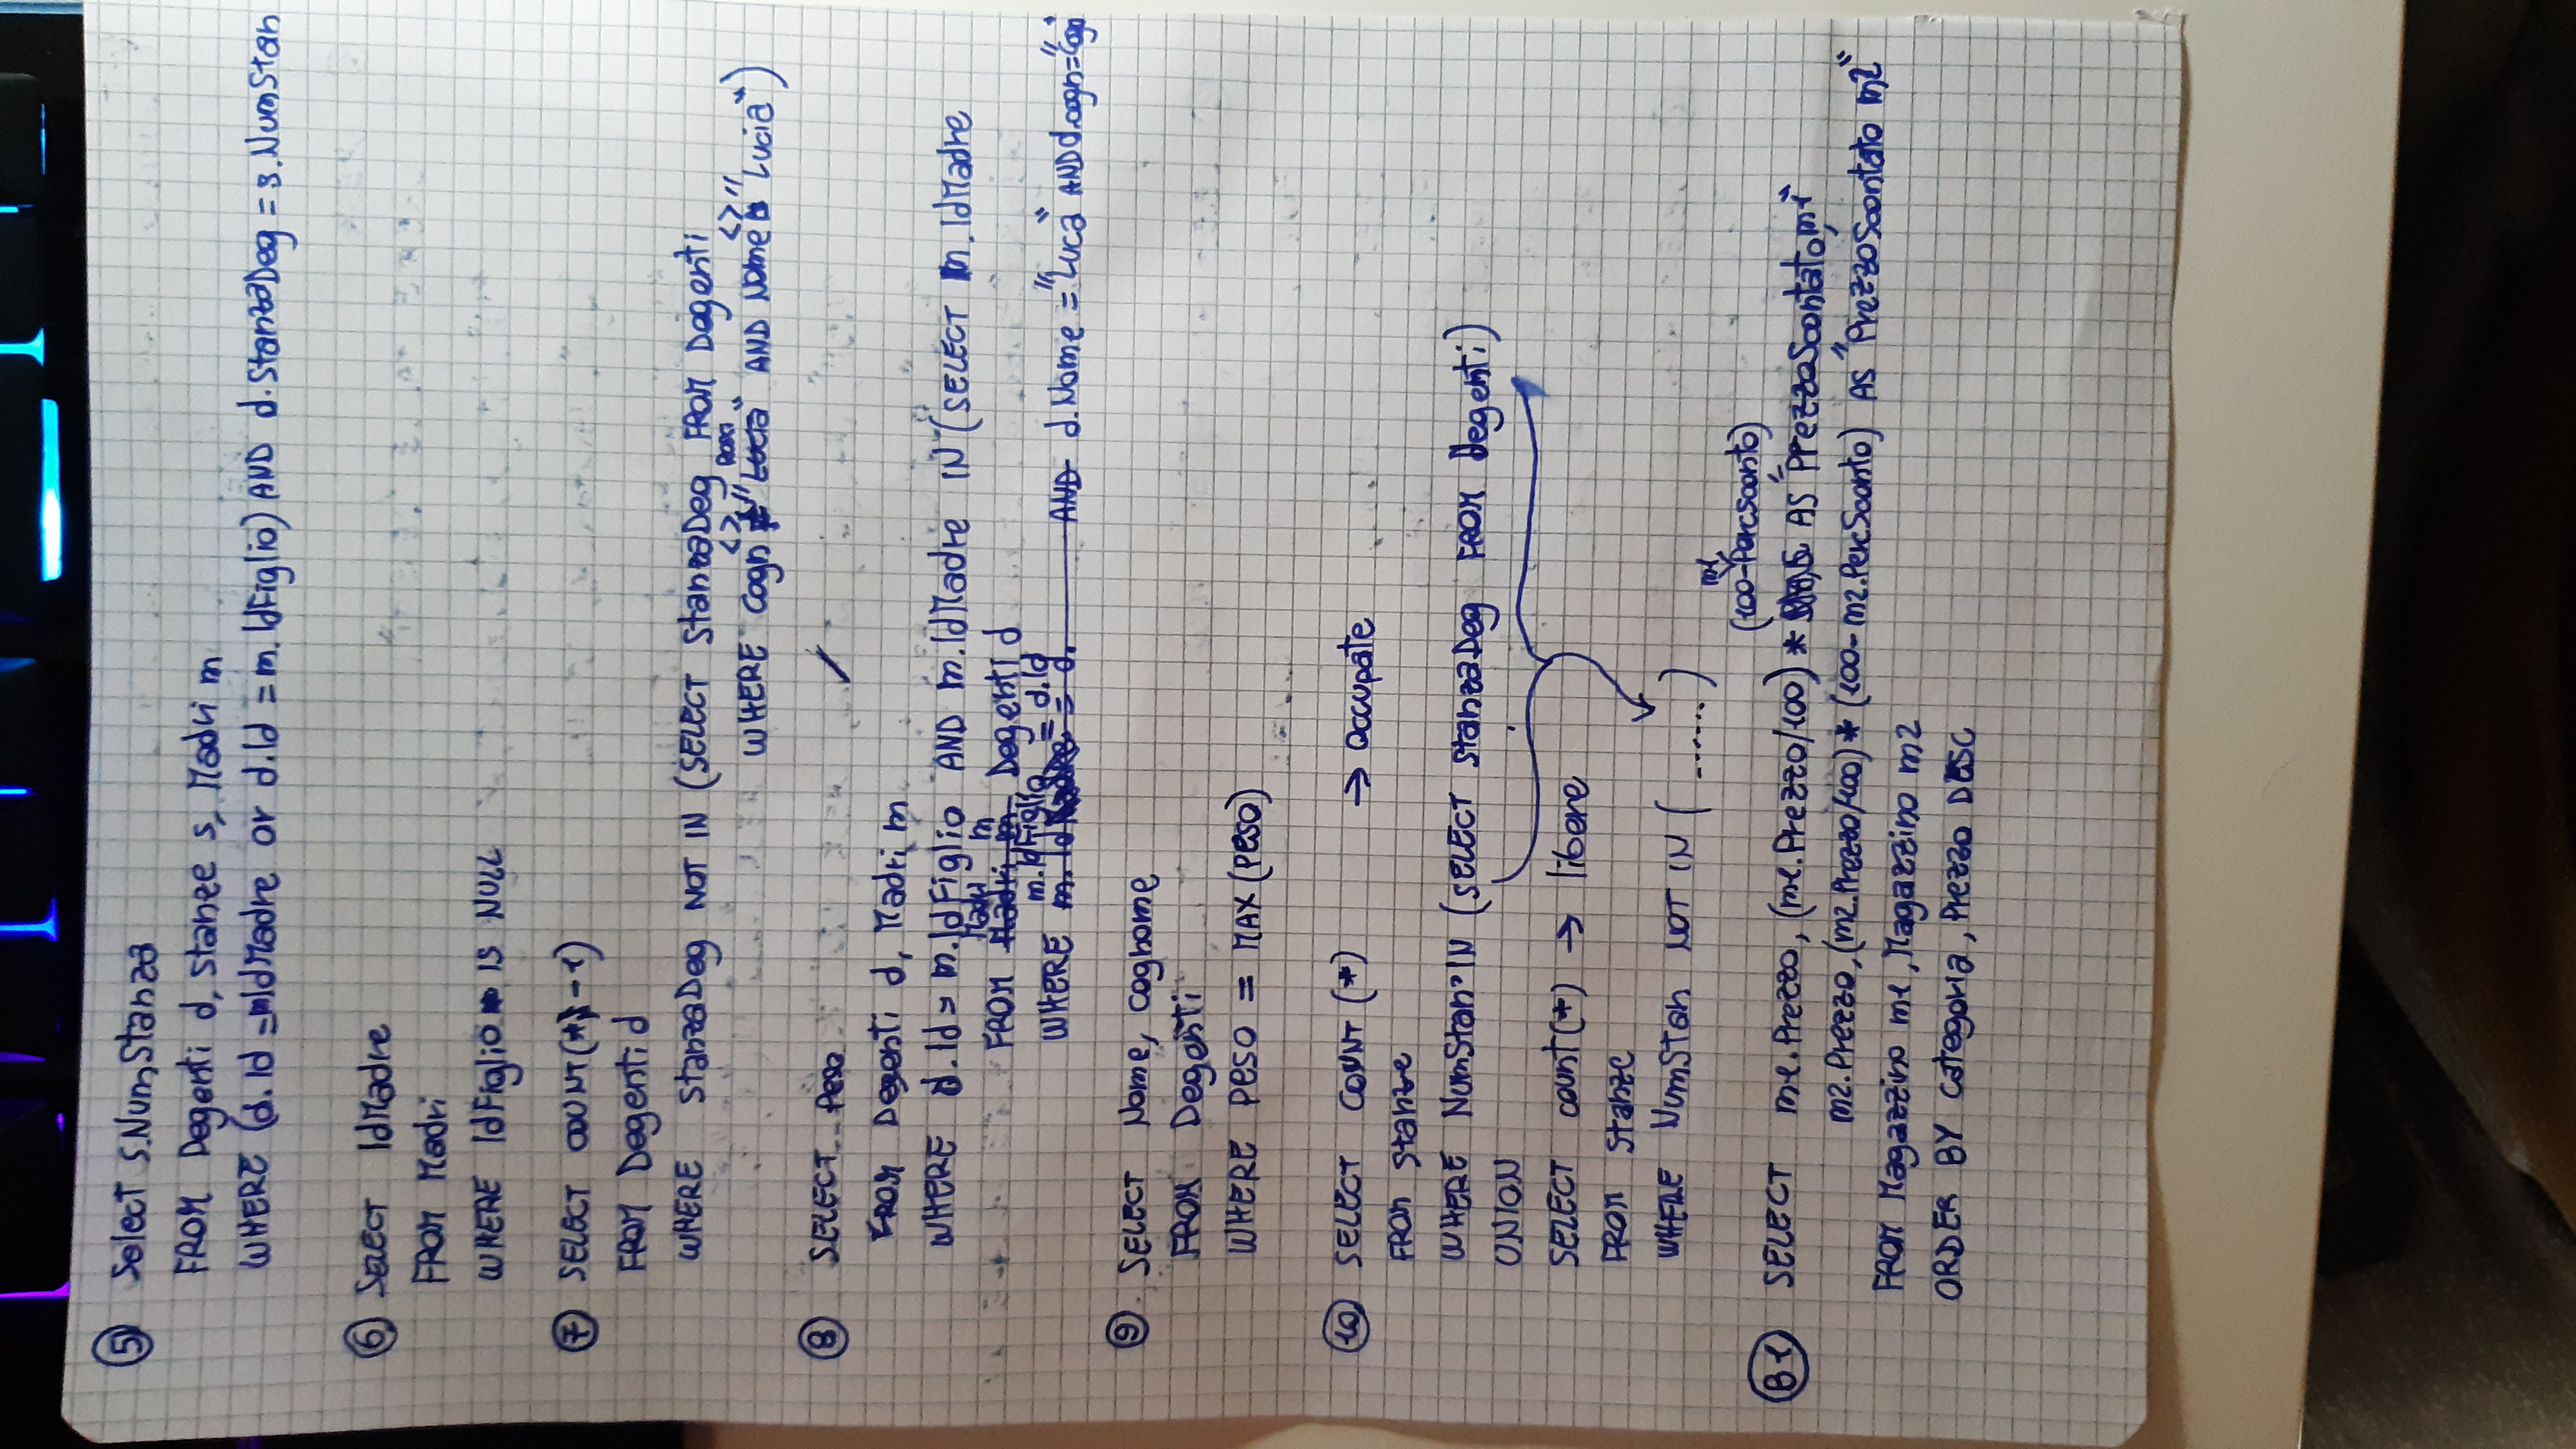 5 Select s.NumStanza
FROM Degenti d, Stanze s, Madri m
WHERE (d.Id = mIdMadre or d.Id = m.IdFiglio) AND d.StanzaDeg = s.NumStan
6 SELECT IdMadre
FROM Madri
WHERE IdFiglio IS NULL
7 SELECT COUNT(*)-1)
FROM Degenti d
WHERE StanzaDeg NOT IN (SELECT StanzaDeg FROM Degenti
<> Rossi <>
WHERE Cogn "Lucia" AND Nome "Lucia")
8 SELECT Peso
FROM Degenti d, Madri m
WHERE d.Id = m.IdFiglio AND m.IdMadre IN (SELECT m.IdMadre
Madri m
FROM Madri m Degenti d
m.IdFiglio = d.Id
WHERE m. = d. AND d.Nome = "Luca" AND d.cogn=
9 SELECT Nome, cognome
FROM Degenti
WHERE PESO = MAX(PESO)
10 SELECT COUNT (*) → occupate
FROM Stanze
WHERE NumStan IN (SELECT StanzaDeg FROM Degenti)
UNION
SELECT count(*) → libere
FROM Stanze
WHERE NumStan NOT IN (.......)
m1.
(100-PercSconto)
B1 SELECT m1.Prezzo, (m1.Prezzo/100) * AS "PrezzoScontato m1",
m2.Prezzo, (m2.Prezzo/100) * (100-m2.PercSconto) AS "PrezzoScontato m2"
FROM Magazzino m1, Magazzino m2
ORDER BY categoria, Prezzo DESC